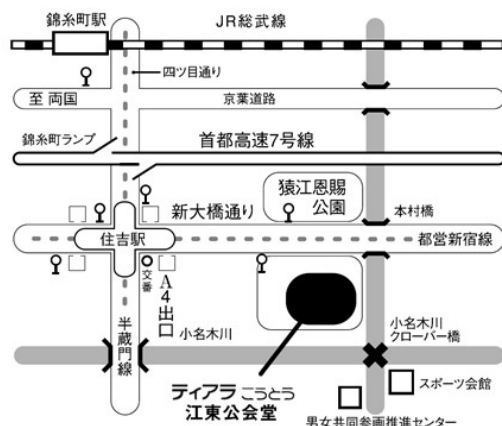 錦糸町駅
JR総武線
四ツ目通り
至 両国
京葉道路
錦糸町ランプ
首都高速7号線
猿江恩賜
公園
新大橋通り
本村橋
住吉駅
都営新宿線
交番
A4出口
半蔵門線
小名木川
小名木川
クローバー橋
ティアラこうとう
江東公会堂
スポーツ会館
男女共同参画推進センター